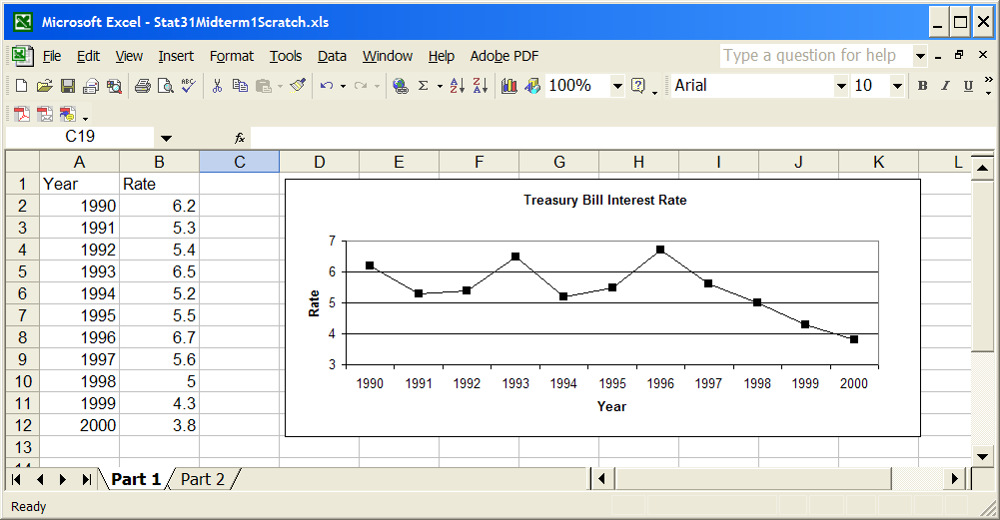 Microsoft Excel - Stat31Midterm1Scratch.xls
File Edit View Insert Format Tools Data Window Help Adobe PDF Type a question for help
100% Arial 10 B I U
C19 fx
A B C D E F G H I J K L
1 Year Rate
2 1990 6.2
3 1991 5.3
4 1992 5.4
5 1993 6.5
6 1994 5.2
7 1995 5.5
8 1996 6.7
9 1997 5.6
10 1998 5
11 1999 4.3
12 2000 3.8
13
14
Treasury Bill Interest Rate
7
6
5
4
3
Rate
1990 1991 1992 1993 1994 1995 1996 1997 1998 1999 2000
Year
Part 1 Part 2
Ready